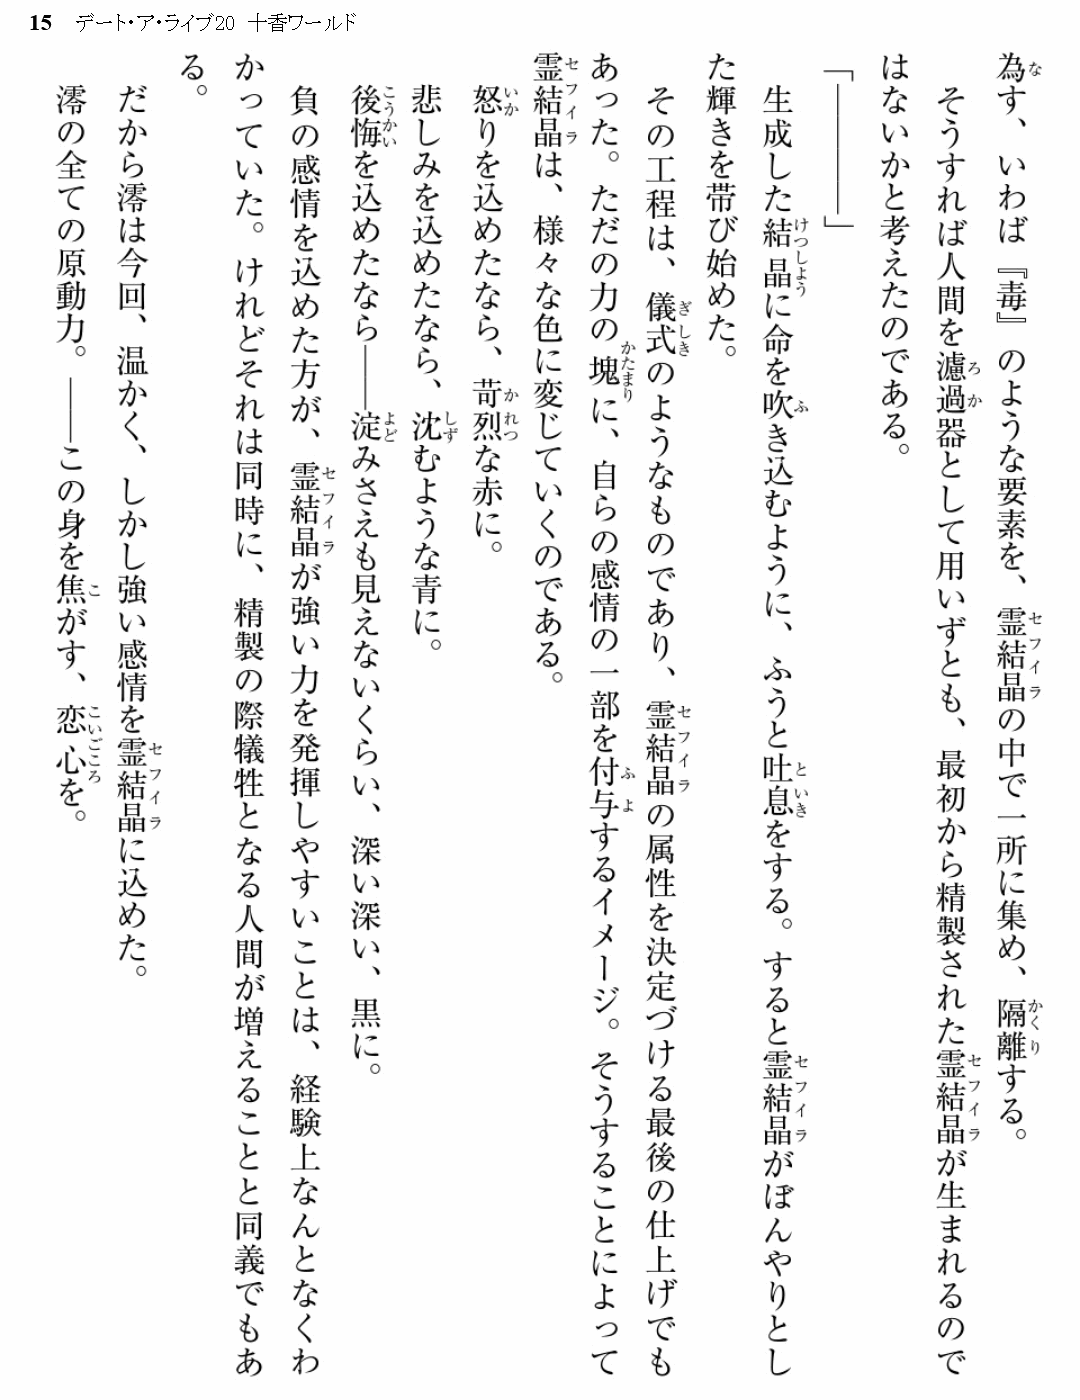 15 デート・ア・ライブ20 十香ワールド
為す、いわば『毒』のような要素を、霊結晶の中で一所に集め、隔離する。
そうすれば人間を濾過器として用いずとも、最初から精製された霊結晶が生まれるので
はないかと考えたのである。
「――――」
生成した結晶に命を吹き込むように、ふうと吐息をする。すると霊結晶がぼんやりとし
た輝きを帯び始めた。
その工程は、儀式のようなものであり、霊結晶の属性を決定づける最後の仕上げでも
あった。ただの力の塊に、自らの感情の一部を付与するイメージ。そうすることによって
霊結晶は、様々な色に変じていくのである。
怒りを込めたなら、苛烈な赤に。
悲しみを込めたなら、沈むような青に。
後悔を込めたなら――淀みさえも見えないくらい、深い深い、黒に。
負の感情を込めた方が、霊結晶が強い力を発揮しやすいことは、経験上なんとなくわ
かっていた。けれどそれは同時に、精製の際犠牲となる人間が増えることと同義でもあ
る。
だから澪は今回、温かく、しかし強い感情を霊結晶に込めた。
澪の全ての原動力。――この身を焦がす、恋心を。